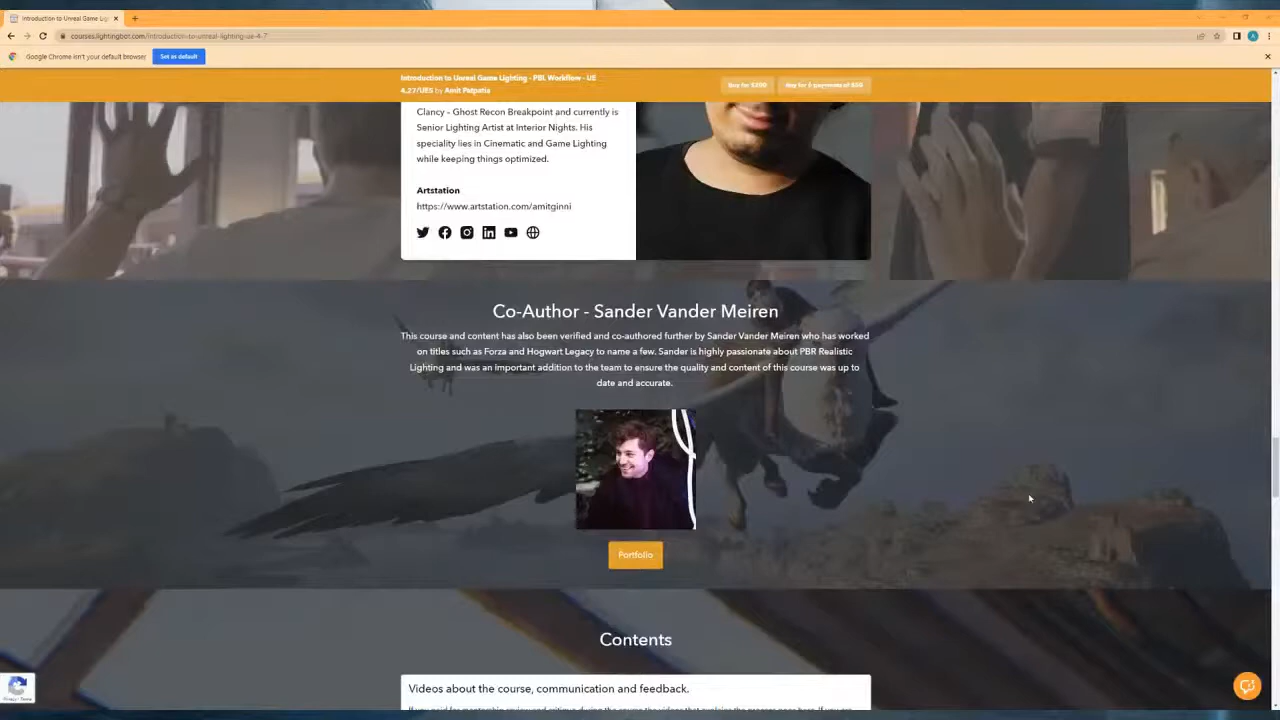 Introduction to Unreal Game Lig
courses.lightingbot.com/introduction-to-unreal-lighting-ue-4-7
Google Chrome isn't your default browser
Set as default
Introduction to Unreal Game Lighting - PBL Workflow - UE
4.27/UE5 by Amit Patpatia
Buy for
payments of
Clancy - Ghost Recon Breakpoint and currently is
Senior Lighting Artist at Interior Nights. His
speciality lies in Cinematic and Game Lighting
while keeping things optimized.
Artstation
https://www.artstation.com/amitginni
Co-Author - Sander Vander Meiren
This course and content has also been verified and co-authored further by Sander Vander Meiren who has worked
on titles such as Forza and Hogwart Legacy to name a few. Sander is highly passionate about PBR Realistic
Lighting and was an important addition to the team to ensure the quality and content of this course was up to
date and accurate.
Portfolio
Contents
Videos about the course, communication and feedback.